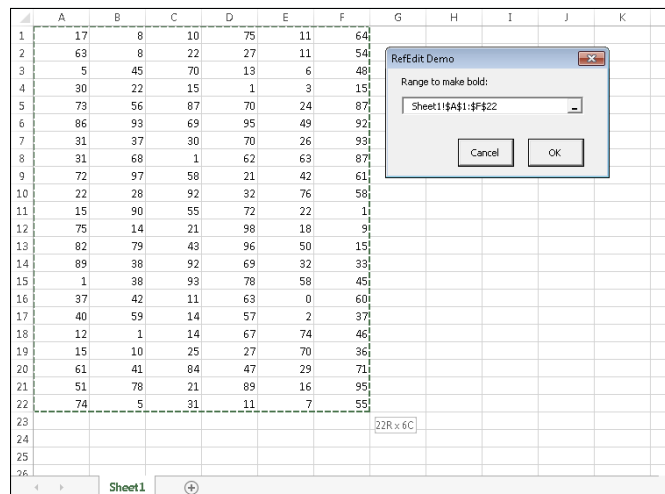 A B C D E F G H I J K
1 17 8 10 75 11 64
2 63 8 22 27 11 54
3 5 45 70 13 6 48
4 30 22 15 1 3 15
5 73 56 87 70 24 87
6 86 93 69 95 49 92
7 31 37 30 70 26 93
8 31 68 1 62 63 87
9 72 97 58 21 42 61
10 22 28 92 32 76 58
11 15 90 55 72 22 1
12 75 14 21 98 18 9
13 82 79 43 96 50 15
14 89 38 92 69 32 33
15 1 38 93 78 58 45
16 37 42 11 63 0 60
17 40 59 14 57 2 37
18 12 1 14 67 74 46
19 15 10 25 27 70 36
20 61 41 84 47 29 71
21 51 78 21 89 16 95
22 74 5 31 11 7 55
23
24
25
26
RefEdit Demo
Range to make bold:
Sheet1!$A$1:$F$22
Cancel OK
22R x 6C
Sheet1